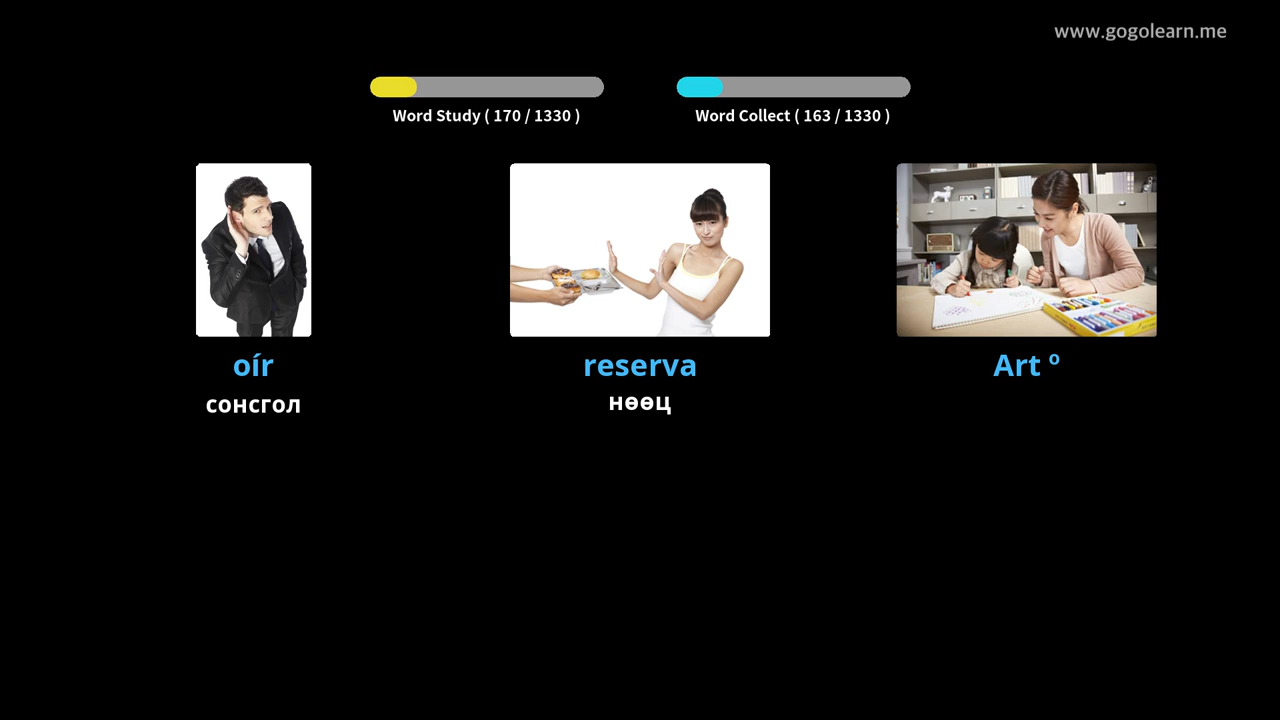 www.gogolearn.me
Word Study ( 170 / 1330 )
Word Collect ( 163 / 1330 )
oír
reserva
Art º
сонсгол
нөөц